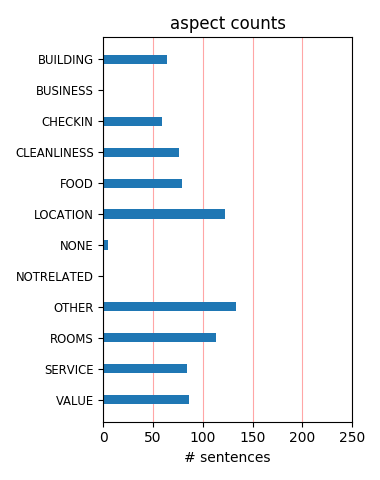 aspect counts
BUILDING
BUSINESS
CHECKIN
CLEANLINESS
FOOD
LOCATION
NONE
NOTRELATED
OTHER
ROOMS
SERVICE
VALUE
0 50 100 150 200 250
# sentences